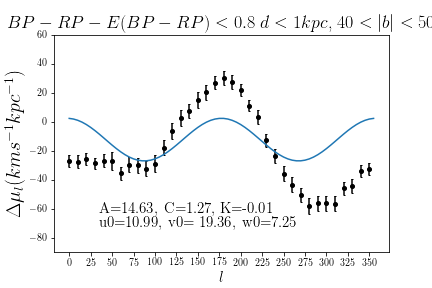 BP − RP − E(BP − RP) < 0.8 d < 1kpc, 40 < |b| < 50
60
40
20
0
−20
−40
−60
−80
Δμ_l(kms⁻¹kpc⁻¹)
A=14.63, C=1.27, K=-0.01
u0=10.99, v0= 19.36, w0=7.25
0 25 50 75 100 125 150 175 200 225 250 275 300 325 350
l